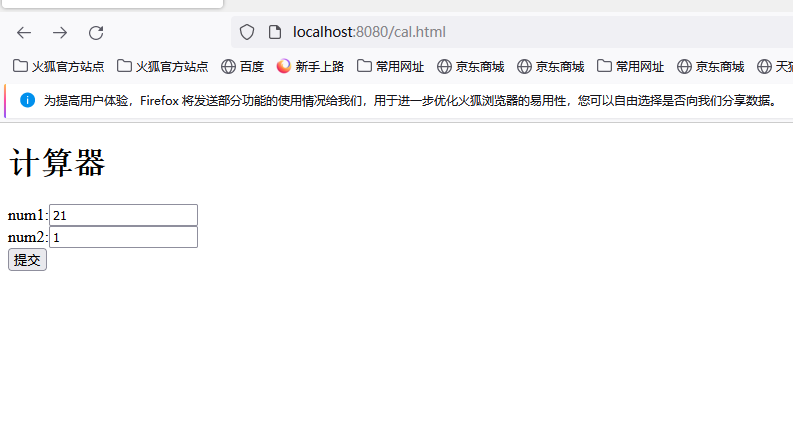 localhost:8080/cal.html
火狐官方站点 火狐官方站点 百度 新手上路 常用网址 京东商城 京东商城 常用网址 京东商城 天猫
为提高用户体验，Firefox 将发送部分功能的使用情况给我们，用于进一步优化火狐浏览器的易用性，您可以自由选择是否向我们分享数据。
计算器
num1:21
num2:1
提交